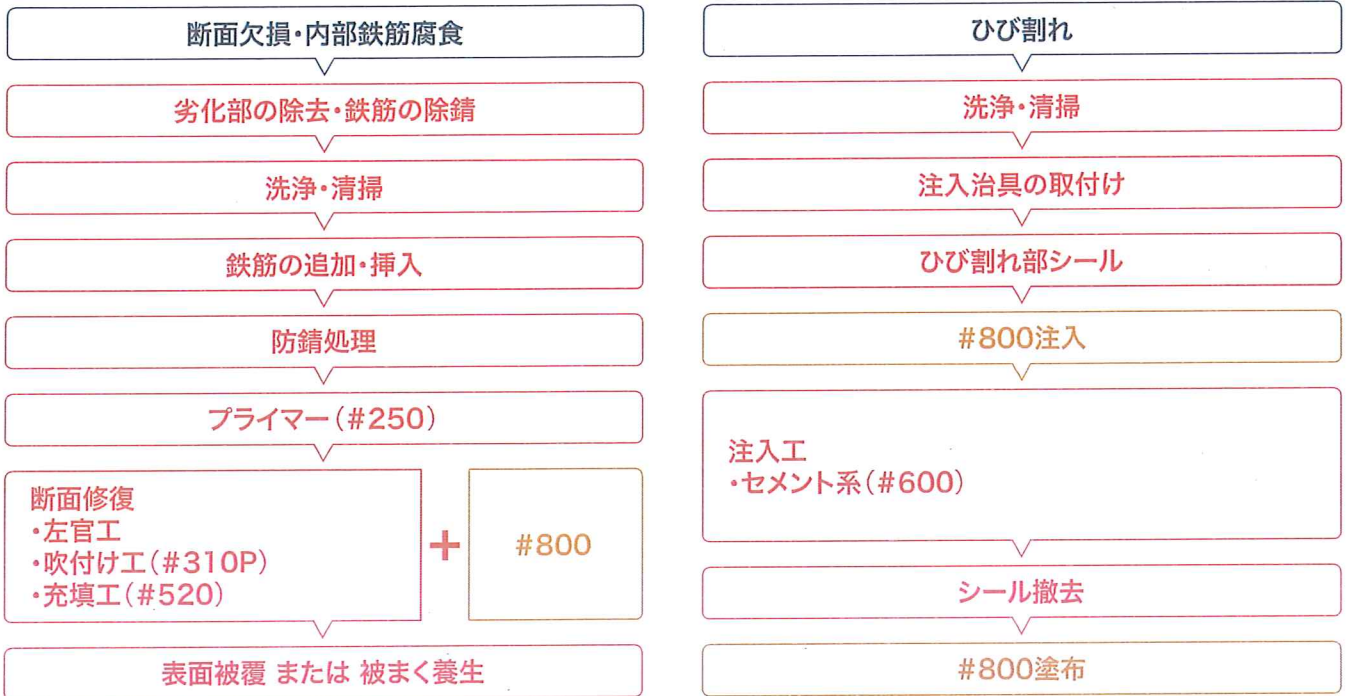 断面欠損・内部鉄筋腐食
劣化部の除去・鉄筋の除錆
洗浄・清掃
鉄筋の追加・挿入
防錆処理
プライマー(#250)
断面修復
・左官工
・吹付け工(#310P)
・充填工(#520)
+
#800
表面被覆 または 被まく養生
ひび割れ
洗浄・清掃
注入治具の取付け
ひび割れ部シール
#800注入
注入工
・セメント系(#600)
シール撤去
#800塗布